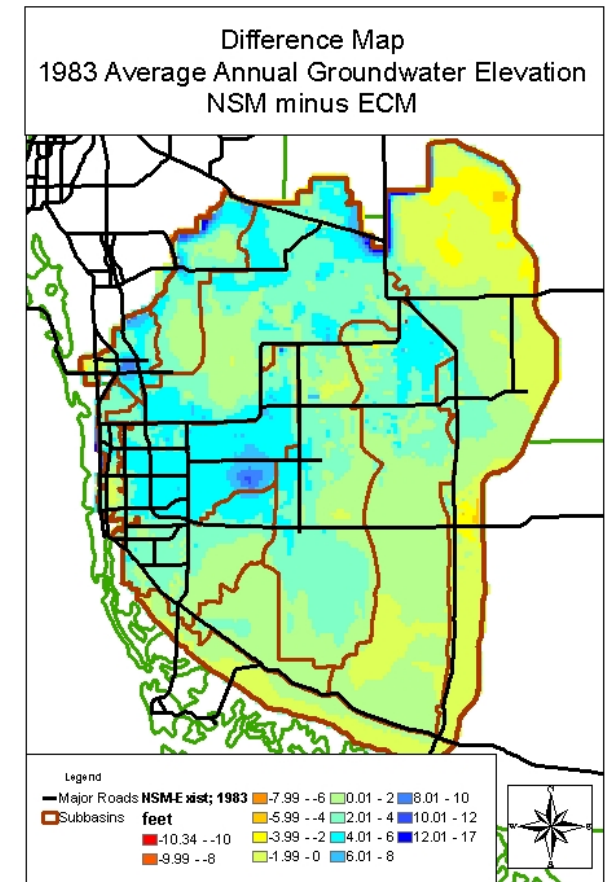 Difference Map
1983 Average Annual Groundwater Elevation
NSM minus ECM
Legend
Major Roads
Subbasins
NSM-Exist; 1983
feet
-10.34 - -10
-9.99 - -8
-7.99 - -6
-5.99 - -4
-3.99 - -2
-1.99 - 0
0.01 - 2
2.01 - 4
4.01 - 6
6.01 - 8
8.01 - 10
10.01 - 12
12.01 - 17
W
E